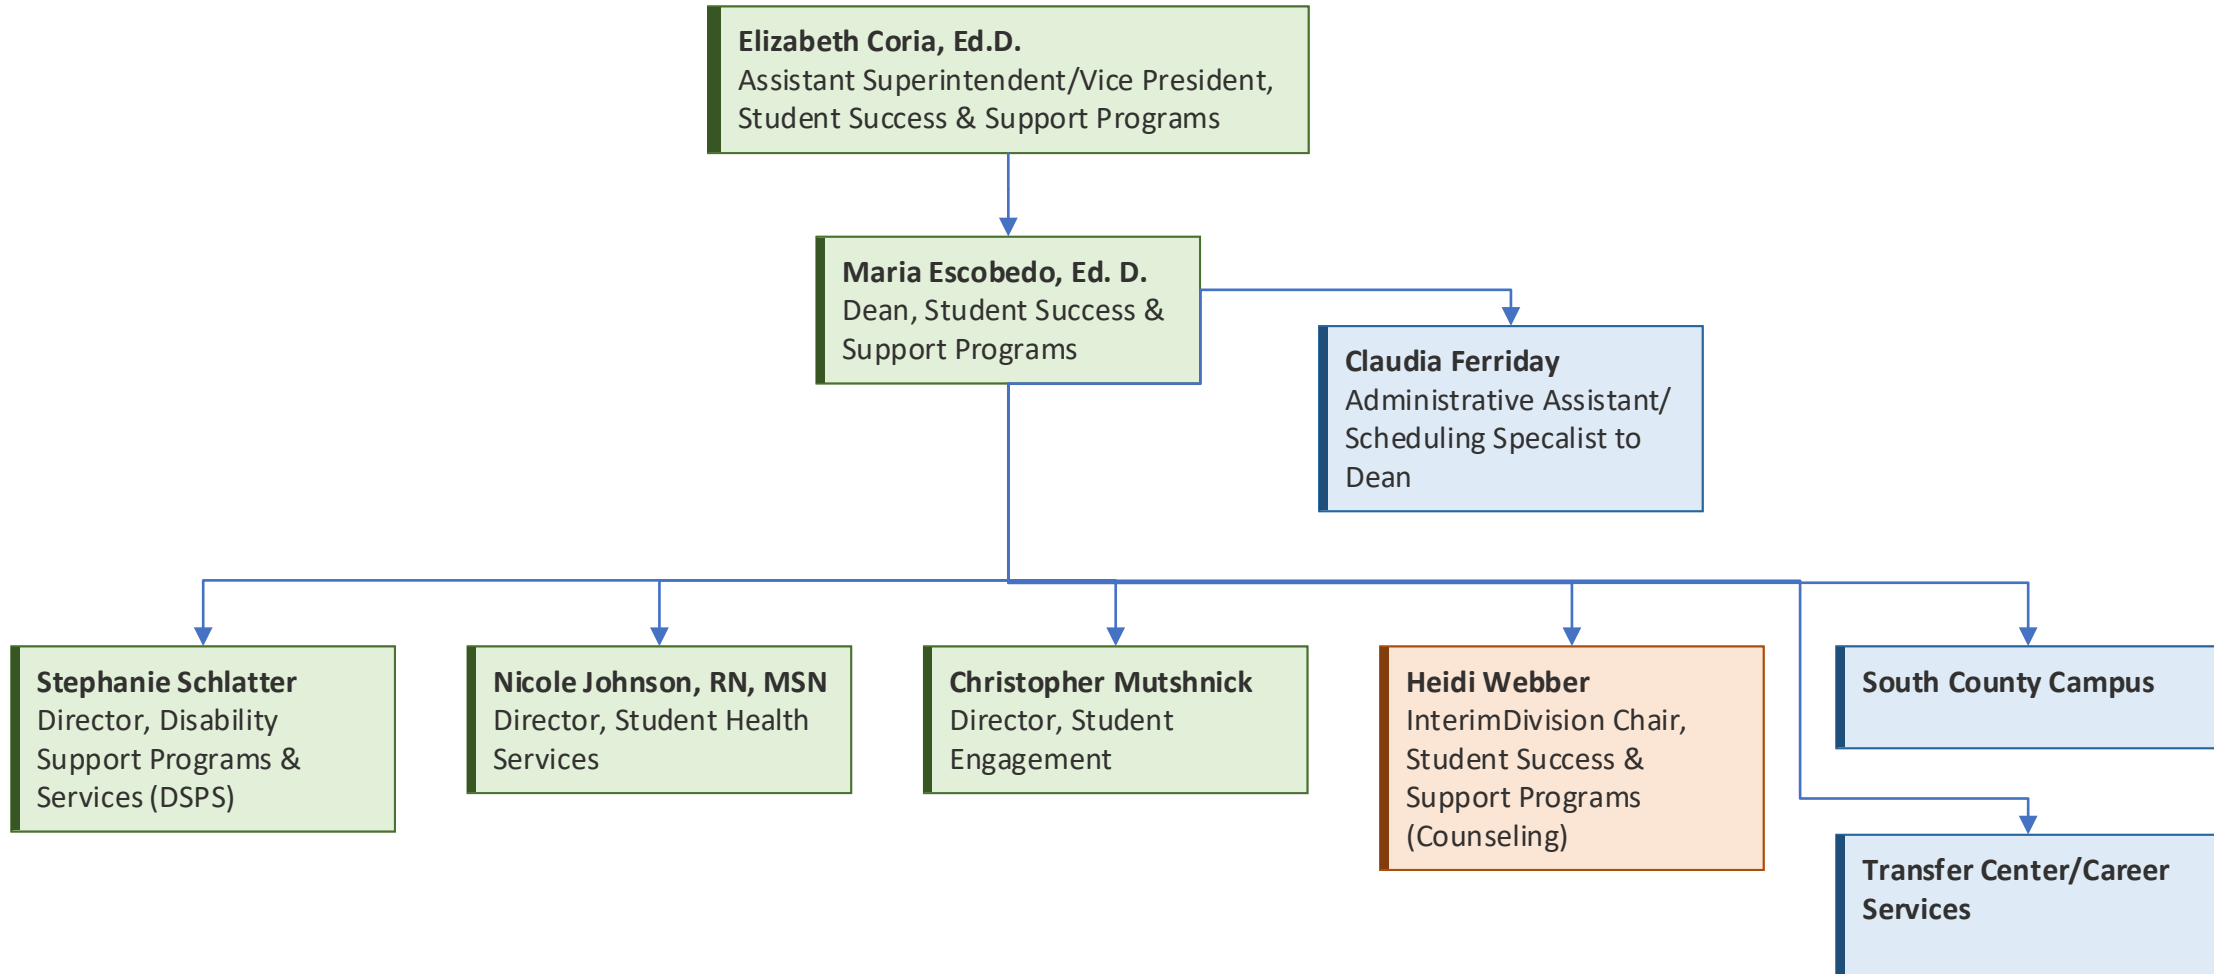 Elizabeth Coria, Ed.D.
Assistant Superintendent/Vice President,
Student Success & Support Programs
Maria Escobedo, Ed. D.
Dean, Student Success &
Support Programs
Claudia Ferriday
Administrative Assistant/
Scheduling Specalist to
Dean
Stephanie Schlatter
Director, Disability
Support Programs &
Services (DSPS)
Nicole Johnson, RN, MSN
Director, Student Health
Services
Christopher Mutshnick
Director, Student
Engagement
Heidi Webber
InterimDivision Chair,
Student Success &
Support Programs
(Counseling)
South County Campus
Transfer Center/Career
Services